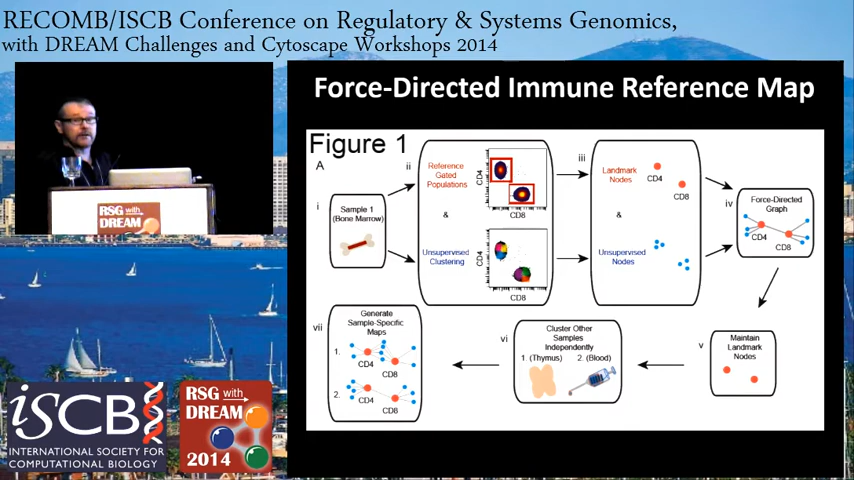 RECOMB/ISCB Conference on Regulatory & Systems Genomics,
with DREAM Challenges and Cytoscape Workshops 2014
Force-Directed Immune Reference Map
Figure 1
A
i
Sample 1
(Bone Marrow)
ii
Reference
Gated
Populations
&
Unsupervised
Clustering
CD4
CD8
CD4
CD8
iii
Landmark
Nodes
CD4
CD8
&
Unsupervised
Nodes
iv
Force-Directed
Graph
CD4
CD8
v
Maintain
Landmark
Nodes
vi
Cluster Other
Samples
Independently
1. (Thymus)
2. (Blood)
vii
Generate
Sample-Specific
Maps
1.
CD4
CD8
2.
CD4
CD8
RSG with
DREAM
iSCB
INTERNATIONAL SOCIETY FOR
COMPUTATIONAL BIOLOGY
RSG with
DREAM
2014